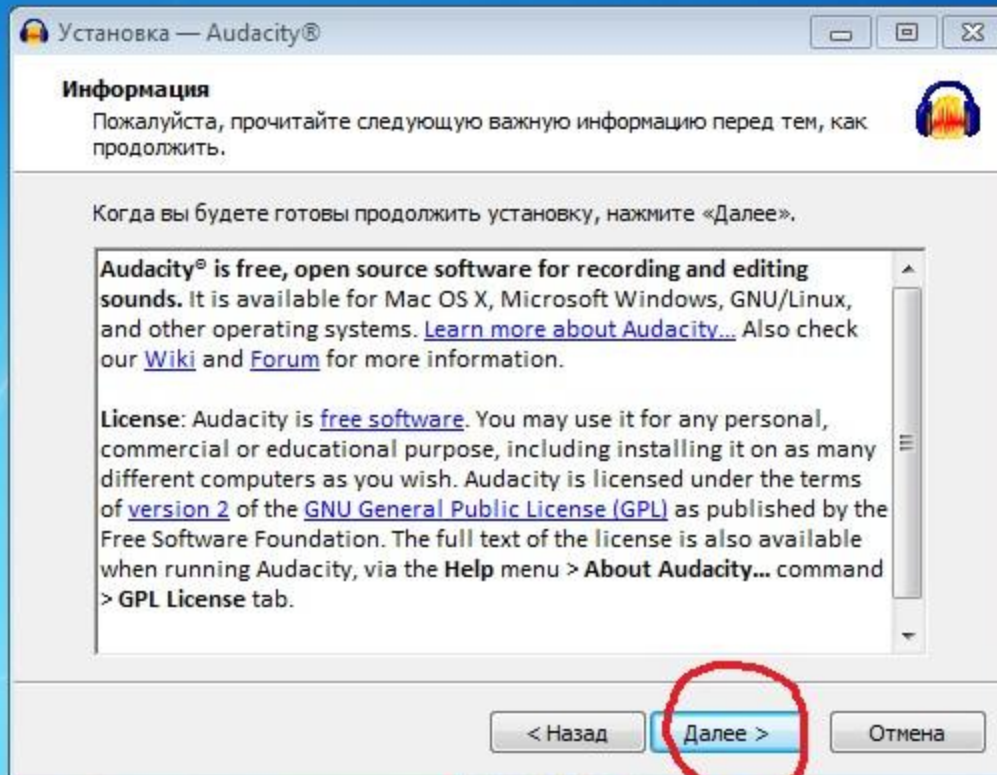 Установка — Audacity®
Информация
Пожалуйста, прочитайте следующую важную информацию перед тем, как
продолжить.
Когда вы будете готовы продолжить установку, нажмите «Далее».
Audacity® is free, open source software for recording and editing
sounds. It is available for Mac OS X, Microsoft Windows, GNU/Linux,
and other operating systems. Learn more about Audacity... Also check
our Wiki and Forum for more information.
License: Audacity is free software. You may use it for any personal,
commercial or educational purpose, including installing it on as many
different computers as you wish. Audacity is licensed under the terms
of version 2 of the GNU General Public License (GPL) as published by the
Free Software Foundation. The full text of the license is also available
when running Audacity, via the Help menu > About Audacity... command
> GPL License tab.
< Назад
Далее >
Отмена